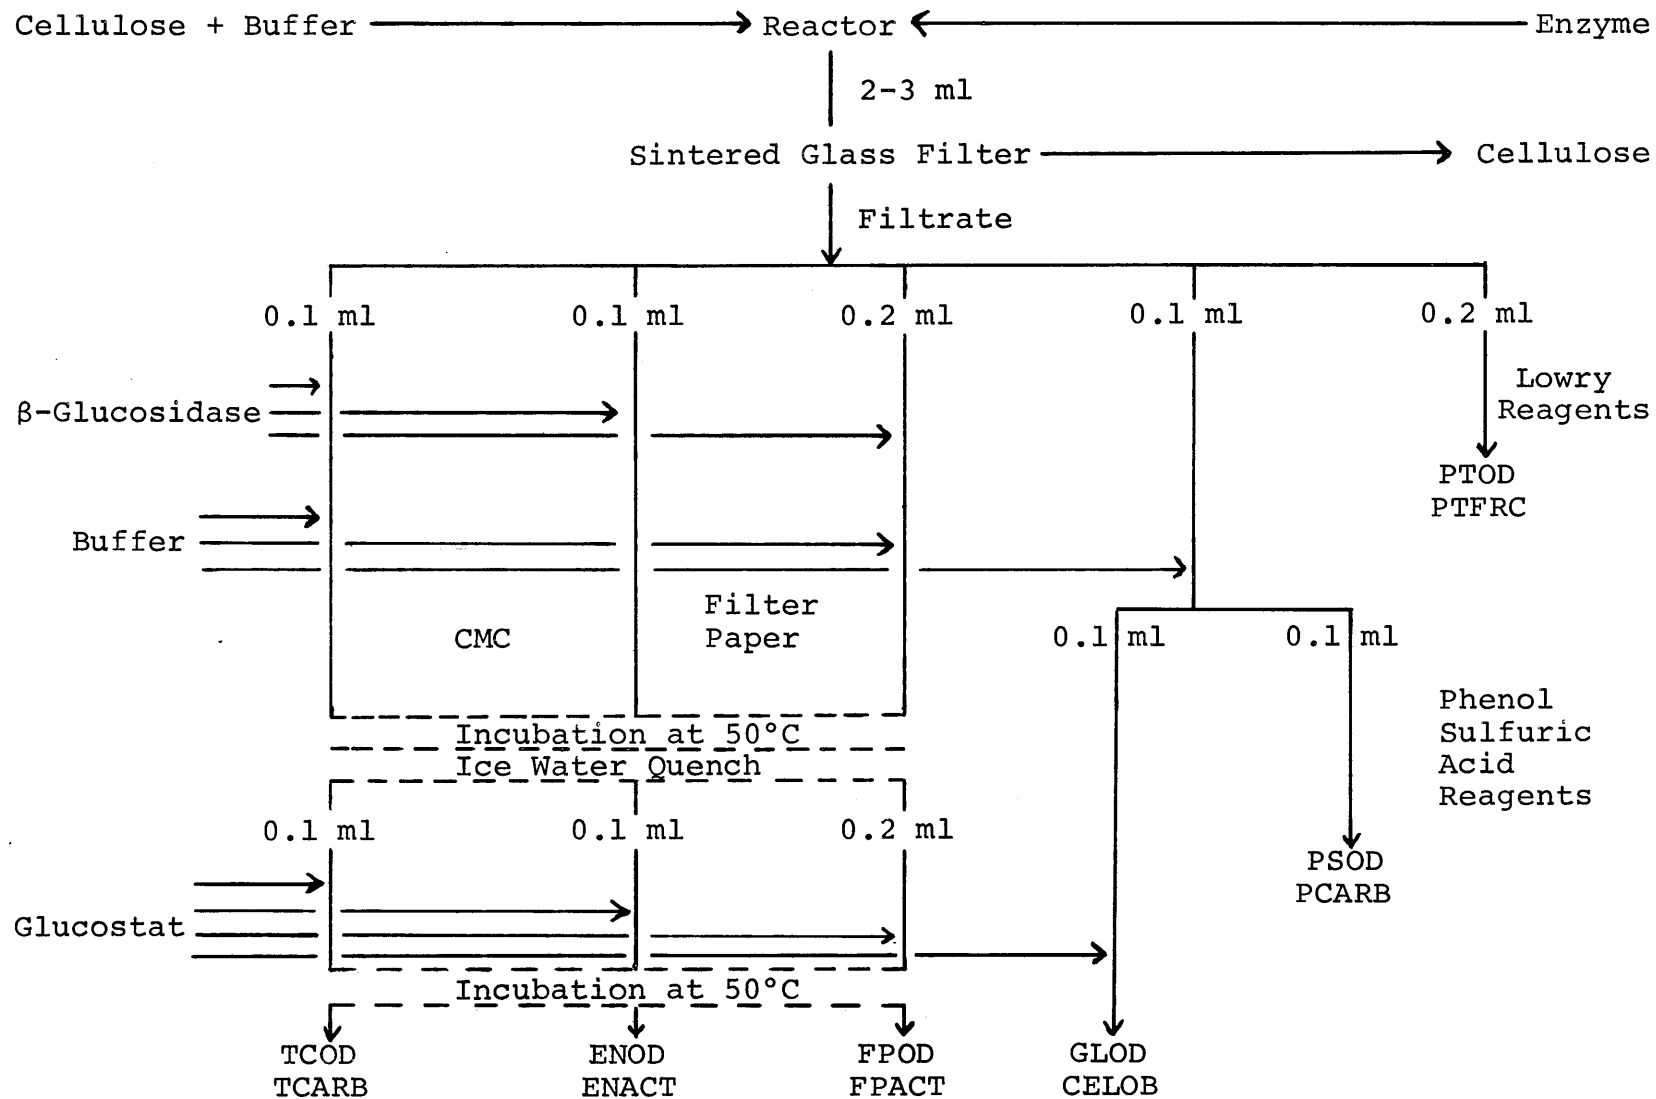 Cellulose + Buffer Reactor Enzyme
2-3 ml
Sintered Glass Filter Cellulose
Filtrate
0.1 ml 0.1 ml 0.2 ml 0.1 ml 0.2 ml
Lowry
Reagents
β-Glucosidase
PTOD
PTFRC
Buffer
Filter
Paper
CMC
0.1 ml 0.1 ml
Phenol
Sulfuric
Acid
Reagents
Incubation at 50°C
Ice Water Quench
0.1 ml 0.1 ml 0.2 ml
PSOD
PCARB
Glucostat
Incubation at 50°C
TCOD ENOD FPOD GLOD
TCARB ENACT FPACT CELOB